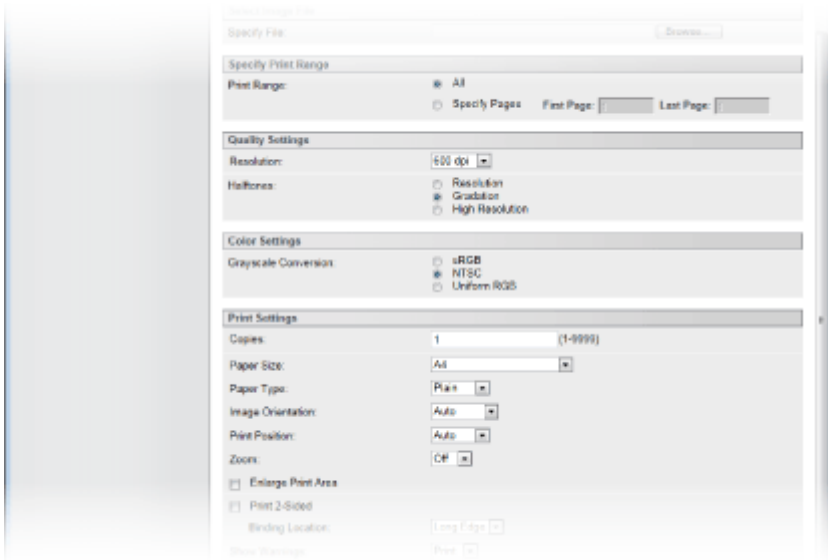 Specify File Browse...
Specify Print Range
Print Range: All
Specify Pages First Page: Last Page:
Quality Settings
Resolution: 600 dpi
Halftones: Resolution
Gradation
High Resolution
Color Settings
Grayscale Conversion: sRGB
NTSC
Uniform RGB
Print Settings
Copies: 1 (1-9999)
Paper Size: A4
Paper Type: Plain
Image Orientation: Auto
Print Position: Auto
Zoom: Off
Enlarge Print Area
Print 2-Sided
Binding Location: Long Edge
Print